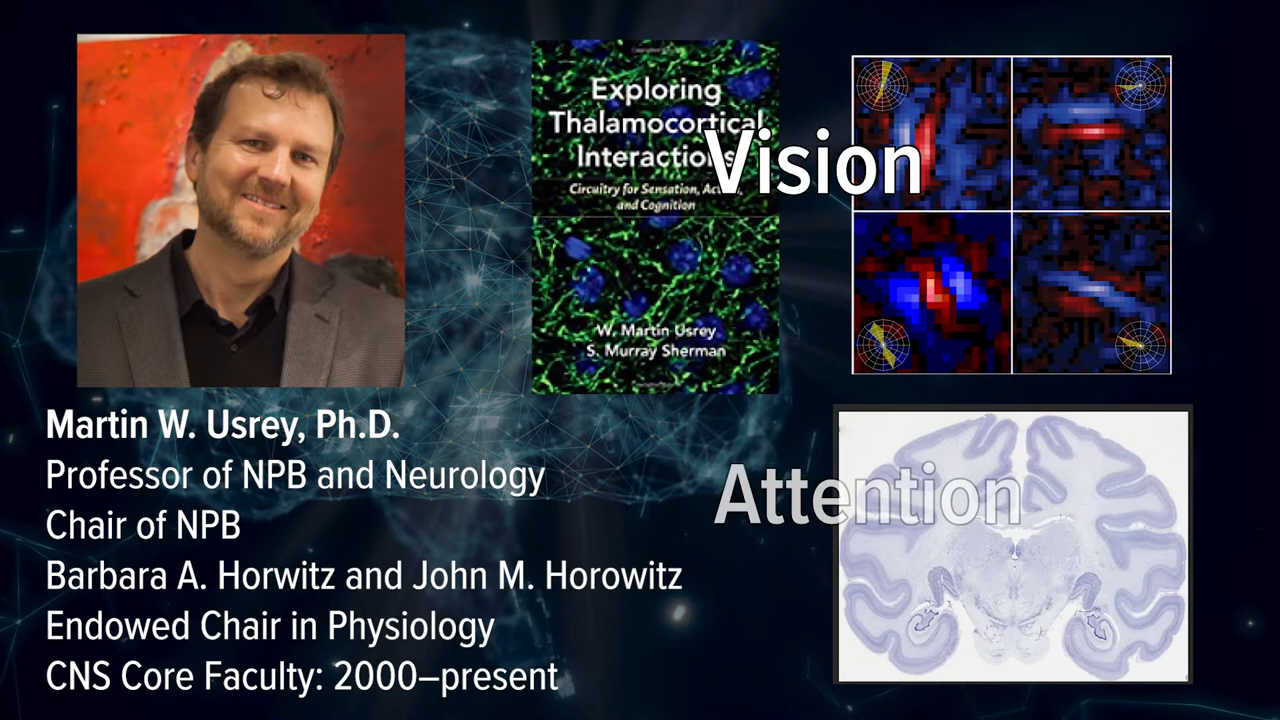 Exploring
Thalamocortical
Interactions
Circuitry for Sensation, Action,
and Cognition
W. Martin Usrey
S. Murray Sherman
Vision
Attention
Martin W. Usrey, Ph.D.
Professor of NPB and Neurology
Chair of NPB
Barbara A. Horwitz and John M. Horowitz
Endowed Chair in Physiology
CNS Core Faculty: 2000–present